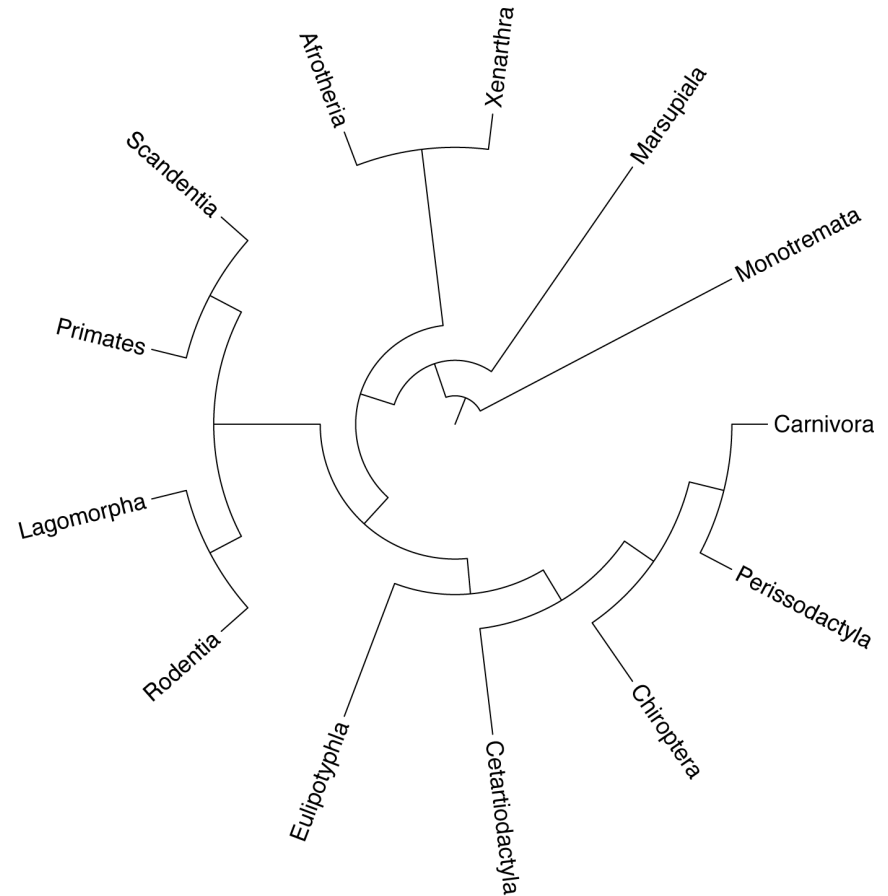 Xenarthra
Afrotheria
Marsupiala
Scandentia
Monotremata
Primates
Carnivora
Lagomorpha
Perissodactyla
Rodentia
Chiroptera
Eulipotyphla
Cetartiodactyla